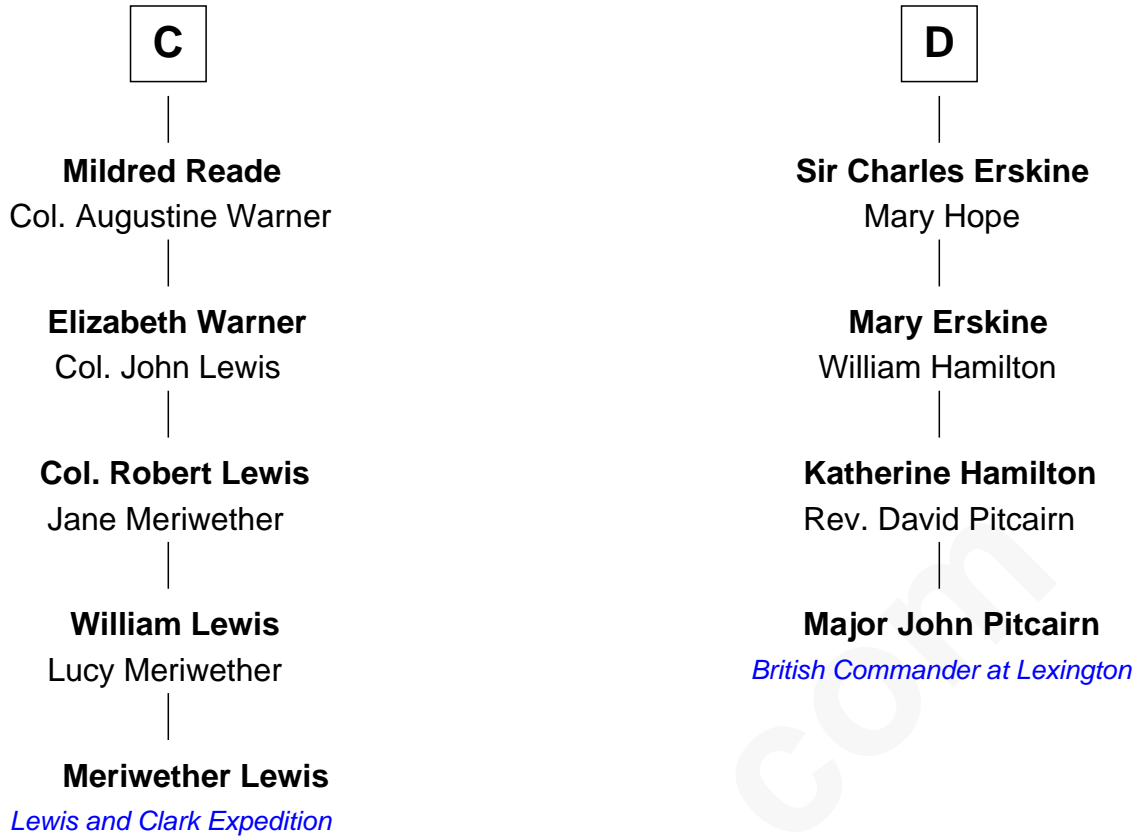 C
Mildred Reade
Col. Augustine Warner
Elizabeth Warner
Col. John Lewis
Col. Robert Lewis
Jane Meriwether
William Lewis
Lucy Meriwether
Meriwether Lewis
Lewis and Clark Expedition
D
Sir Charles Erskine
Mary Hope
Mary Erskine
William Hamilton
Katherine Hamilton
Rev. David Pitcairn
Major John Pitcairn
British Commander at Lexington
com